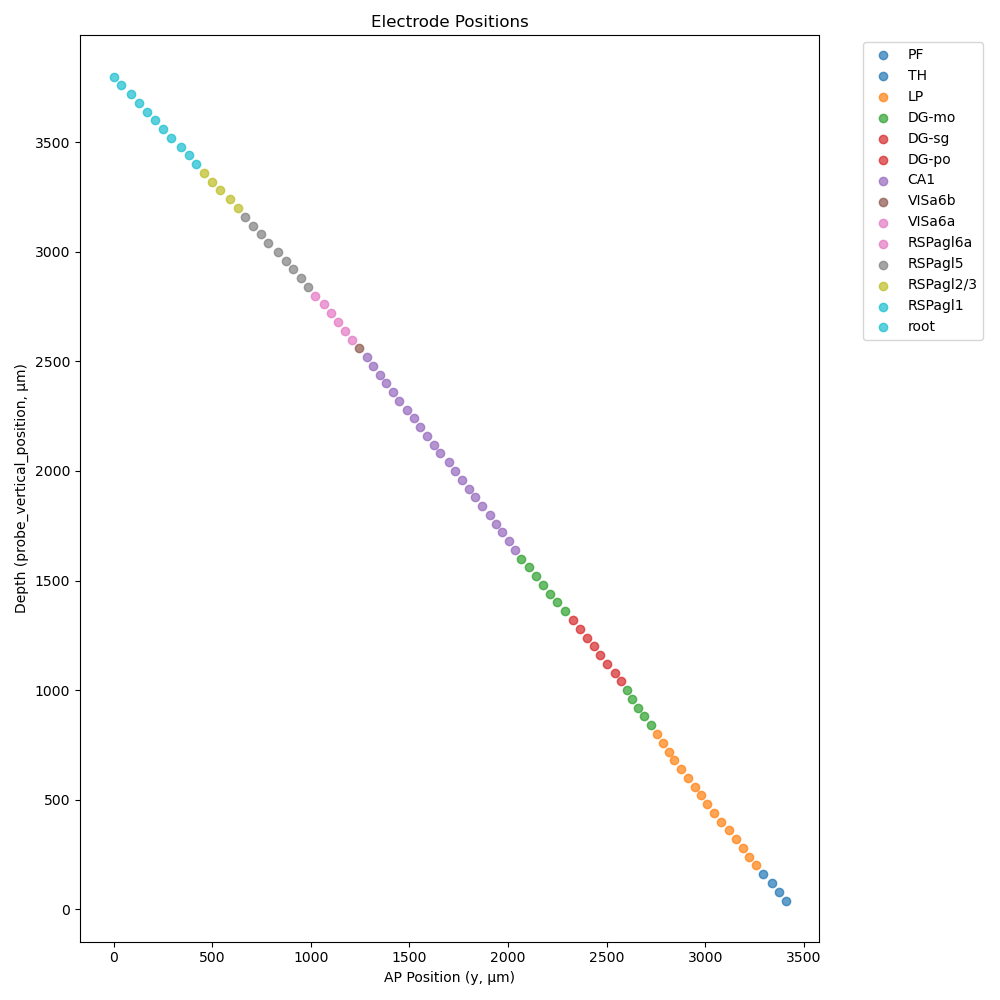 Electrode Positions
PF
TH
LP
DG-mo
DG-sg
DG-po
CA1
VISa6b
VISa6a
RSPagl6a
RSPagl5
RSPagl2/3
RSPagl1
root
Depth (probe_vertical_position, μm)
3500
3000
2500
2000
1500
1000
500
0
0 500 1000 1500 2000 2500 3000 3500
AP Position (y, μm)